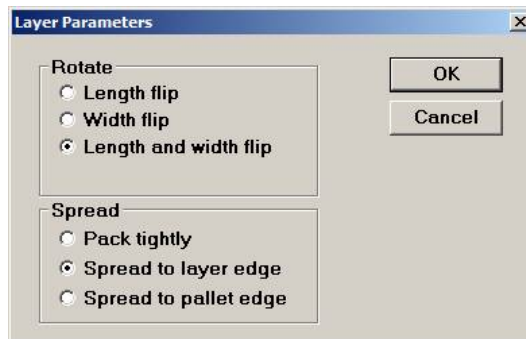 Layer Parameters
Rotate
Length flip
Width flip
Length and width flip
OK
Cancel
Spread
Pack tightly
Spread to layer edge
Spread to pallet edge